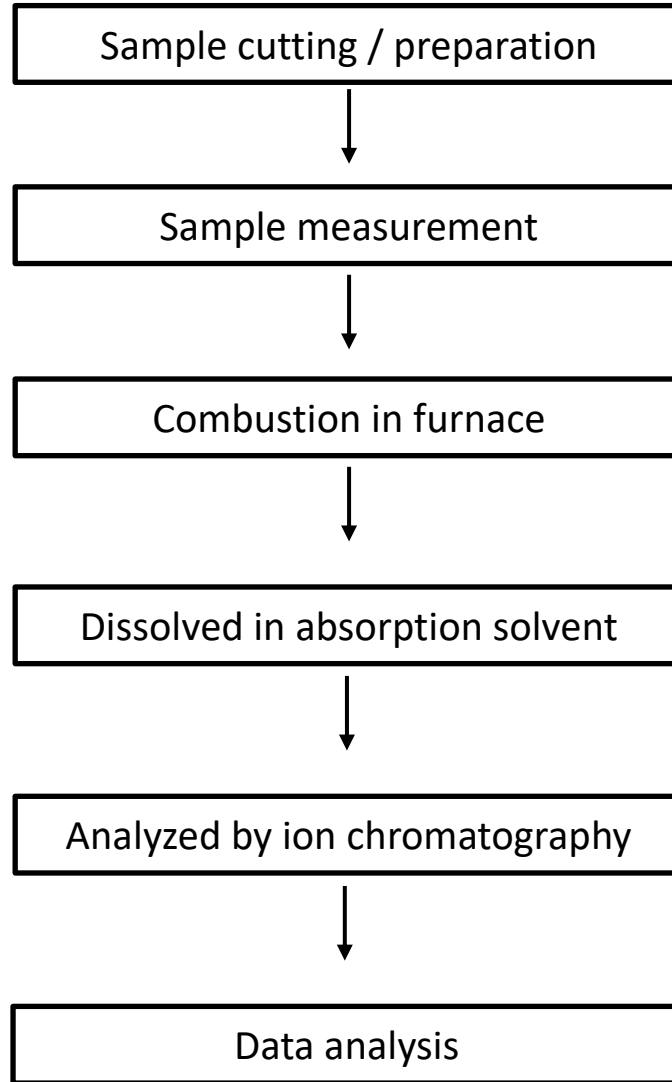 Sample cutting / preparation
Sample measurement
Combustion in furnace
Dissolved in absorption solvent
Analyzed by ion chromatography
Data analysis